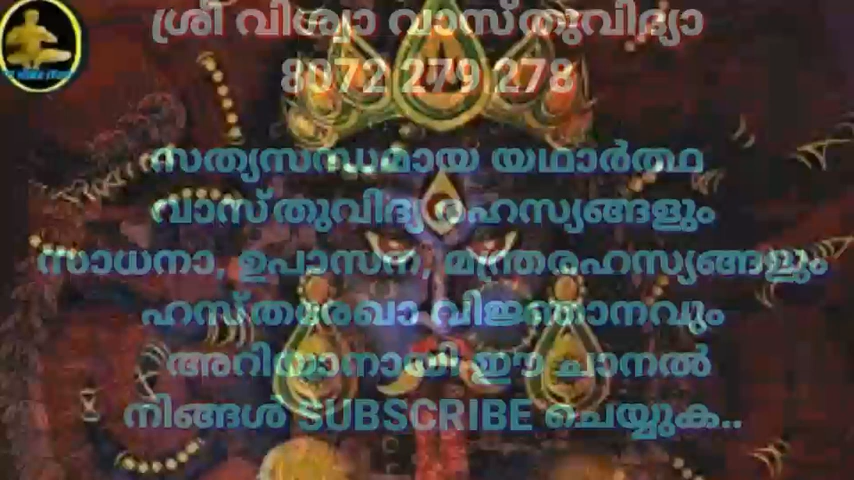 ശ്രീ വിശ്വാ വാസ്തുവിദ്യാ
8072 279 278
സത്യസന്ധമായ യഥാർത്ഥ
വാസ്തുവിദ്യ രഹസ്യങ്ങളും
സാധനാ, ഉപാസന, മന്ത്രരഹസ്യങ്ങളും
ഹസ്തരേഖാ വിജ്ഞാനവും
അറിയാനായി ഈ ചാനൽ
നിങ്ങൾ SUBSCRIBE ചെയ്യുക..